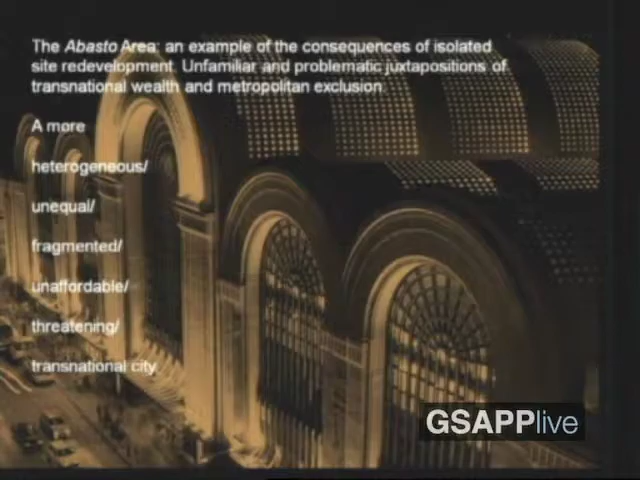 The Abasto Area: an example of the consequences of isolated
site redevelopment. Unfamiliar and problematic juxtapositions of
transnational wealth and metropolitan exclusion.
A more
heterogeneous/
unequal/
fragmented/
unaffordable/
threatening/
transnational city
GSAPPlive